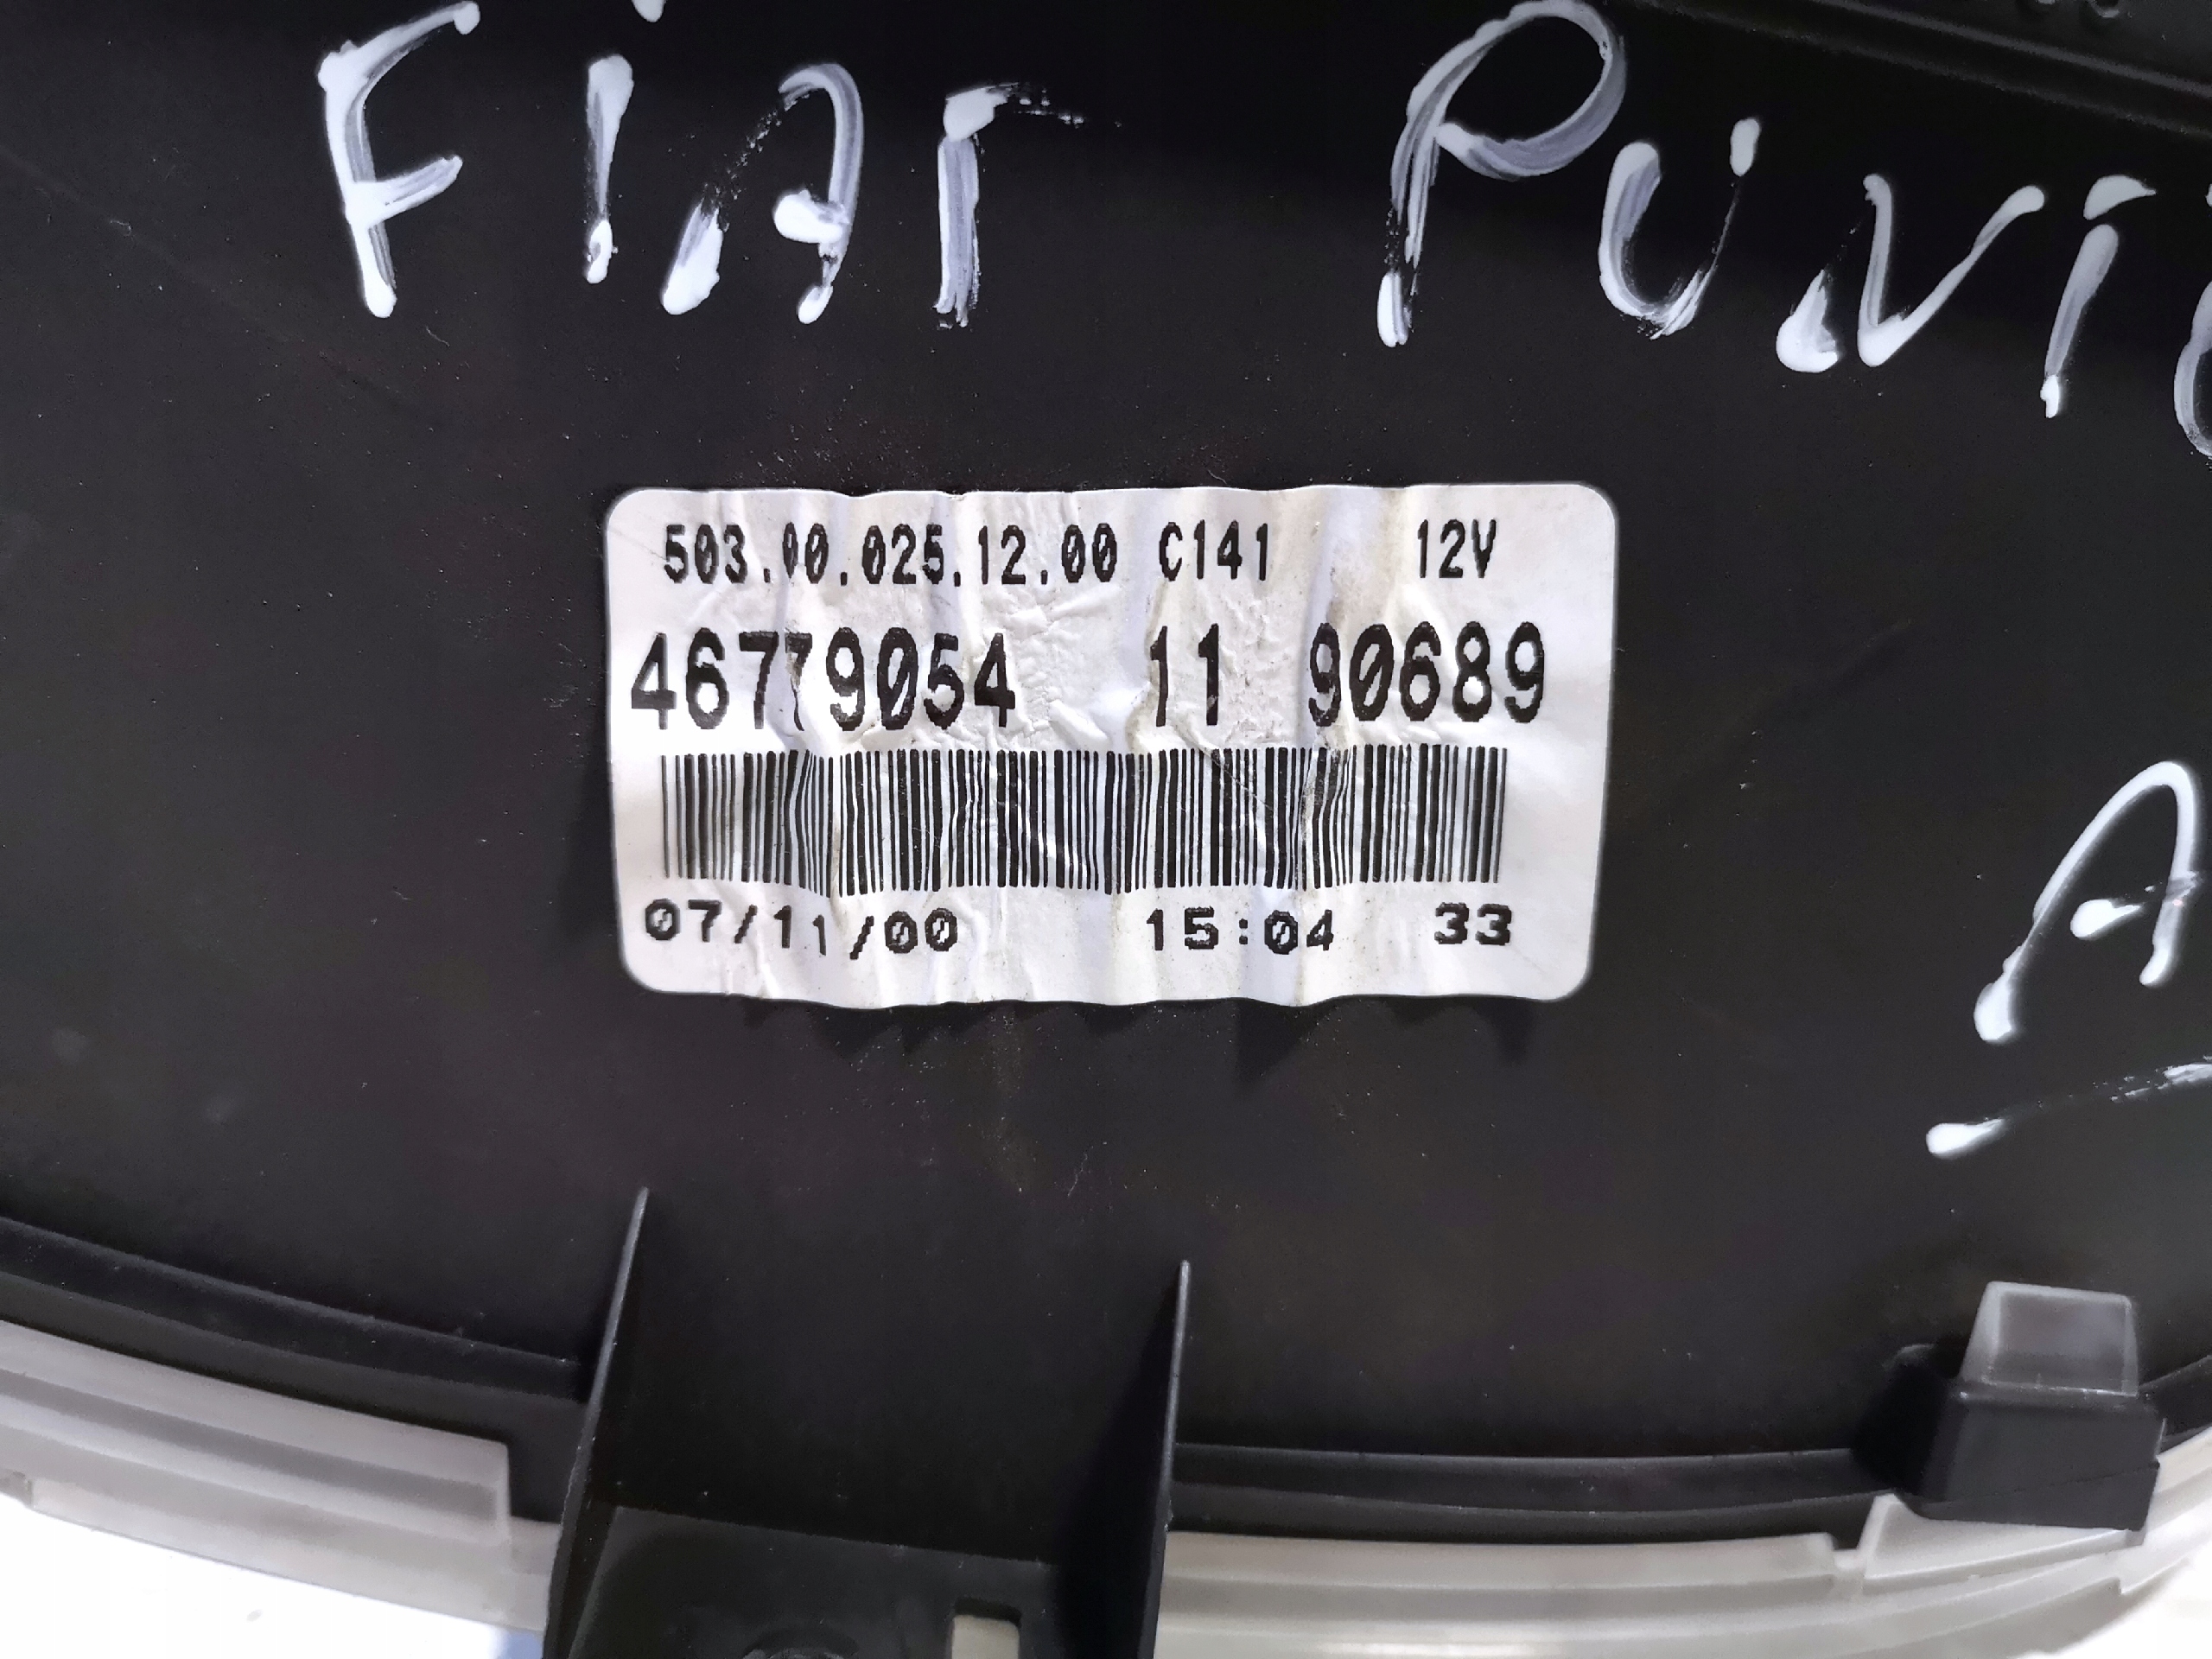 FiAT PUNTO
503.00.025.12.00 C141 12V
46779054 11 90689
07/11/00 15:04 33
A